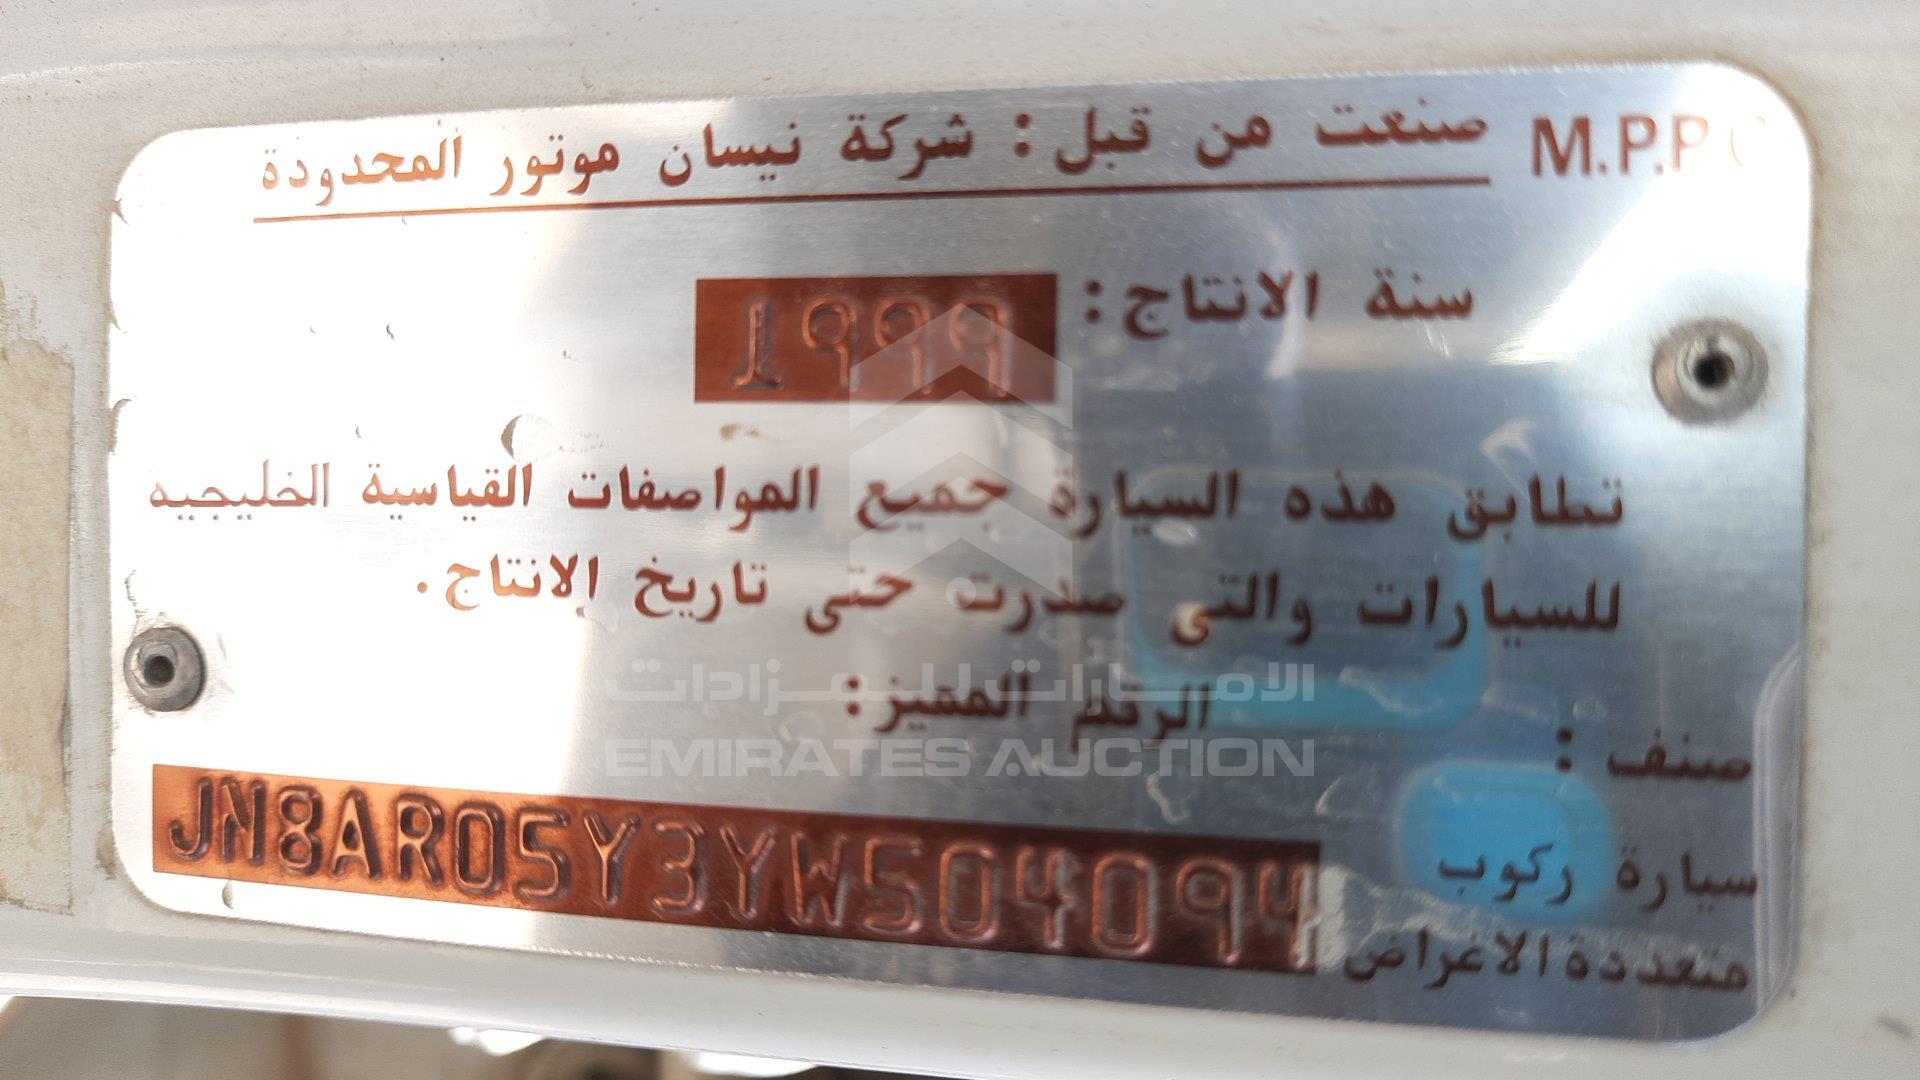 صنعت من قبل : شركة نيسان موتور المحدودة
M.P.P
سنة الانتاج : 1999
تطابق هذه السيارة جميع المواصفات القياسية الخليجيه
للسيارات والتى صدرت حتى تاريخ الانتاج .
الرقم المميز :
JN8AR05Y3YW504094
صنف :
سيارة ركوب
متعددة الاغراض
الامارات للمزادات
EMIRATES AUCTION